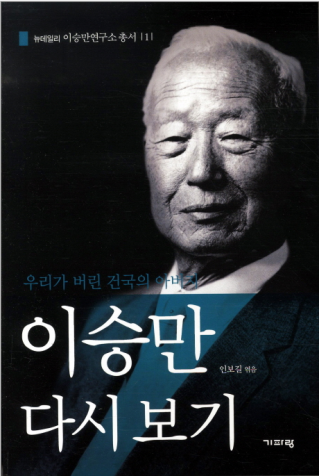 뉴데일리 이승만연구소 총서 |1|
우리가 버린 건국의 아버지
이승만
인보길 엮음
다시 보기
기파랑